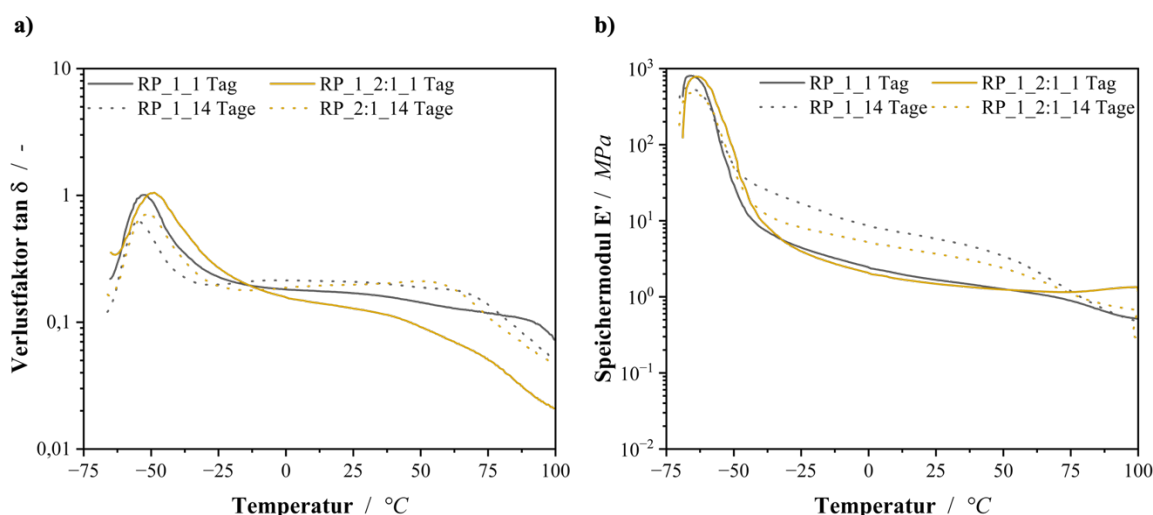 a)
RP_1_1 Tag
RP_1_2:1_1 Tag
RP_1_14 Tage
RP_2:1_14 Tage
10
1
0,1
0,01
Verlustfaktor tan δ / -
−75
−50
−25
0
25
50
75
100
Temperatur / °C
b)
RP_1_1 Tag
RP_1_2:1_1 Tag
RP_1_14 Tage
RP_1_2:1_14 Tage
10³
10²
10¹
10⁰
10⁻¹
10⁻²
Speichermodul E' / MPa
−75
−50
−25
0
25
50
75
100
Temperatur / °C